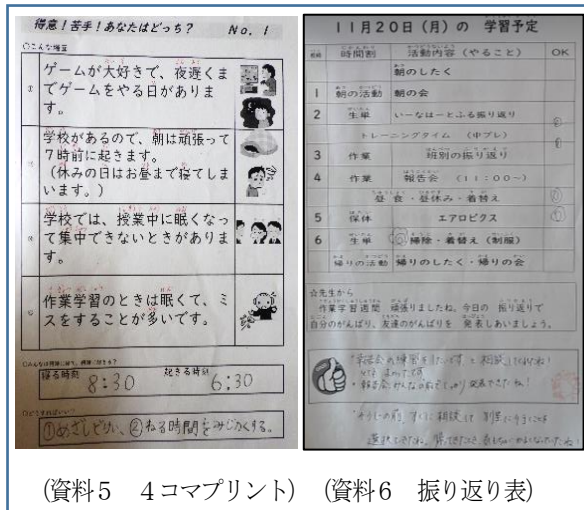 得意！苦手！あなたはどっち？ No. 1
○こんな場面
①
ゲームが大好きで、夜遅くま
でゲームをやる日がありま
す。
学校があるので、朝は頑張って
7時前に起きます。
（休みの日はお昼まで寝てしま
います。）
学校では、授業中に眠くなっ
て集中できないときがありま
す。
作業学習のときは眠くて、ミ
スをすることが多いです。
寝る時刻 8:30 起きる時刻 6:30
①めざしどけい、②ねる時間をみじかくする。
11月20日（月）の 学習予定
時間割 活動内容（やること） OK
朝のしたく
1 朝の活動 朝の会
2 生単 いーなはーとふる振り返り
トレーニングタイム （中プレ）
3 作業 班別の振り返り
4 作業 報告会 （11：00～）
昼食・昼休み・着替え
5 保体 エアロビクス
6 生単 掃除・着替え（制服）
帰りの活動 帰りのしたく・帰りの会
☆先生から
作業学習週間 頑張りましたね。今日の 振り返りで
自分のがんばり、友達のがんばりを 発表しあいましょう。
（資料5 4コマプリント） （資料6 振り返り表）